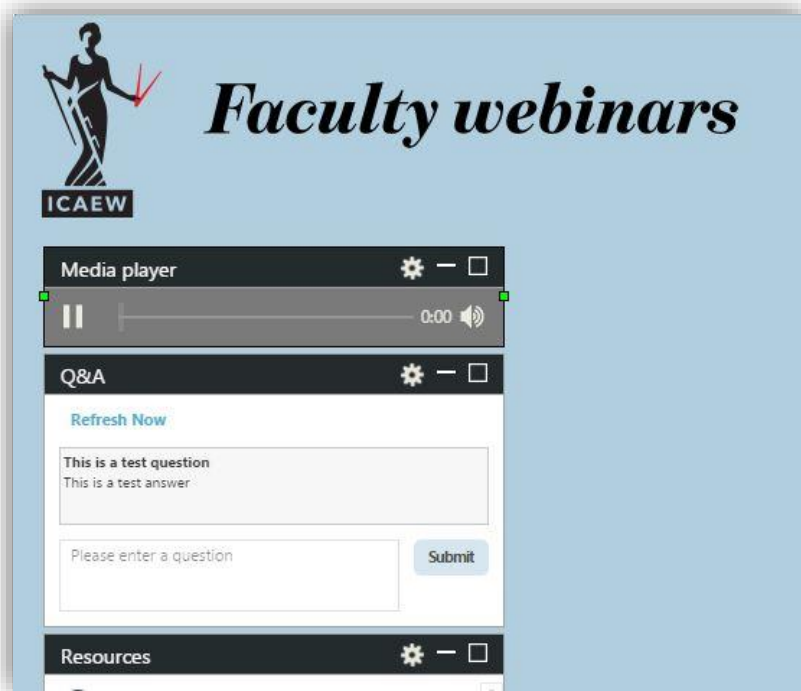 Faculty webinars
ICAEW
Media player
0:00
Q&A
Refresh Now
This is a test question
This is a test answer
Please enter a question
Submit
Resources